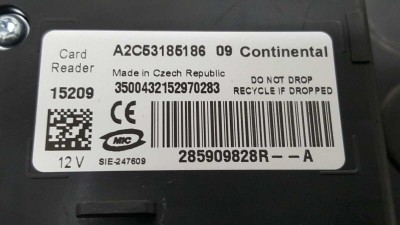 Card Reader
A2C53185186 09 Continental
Made in Czech Republic
15209
3500432152970283
DO NOT DROP
RECYCLE IF DROPPED
CE
MIC
12 V
SIE-247609
285909828R--A